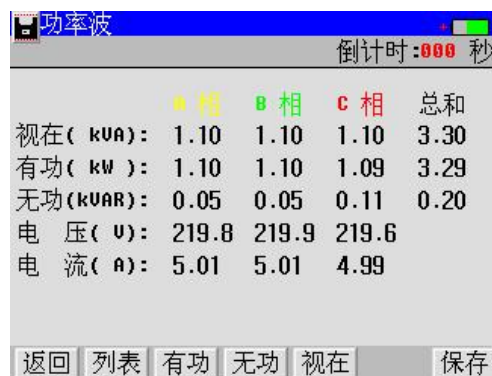 功率波
倒计时:000 秒
A 相 B 相 C 相 总和
视在( kVA): 1.10 1.10 1.10 3.30
有功( kW ): 1.10 1.10 1.09 3.29
无功(kVAR): 0.05 0.05 0.11 0.20
电 压( V): 219.8 219.9 219.6
电 流( A): 5.01 5.01 4.99
返回 列表 有功 无功 视在 保存